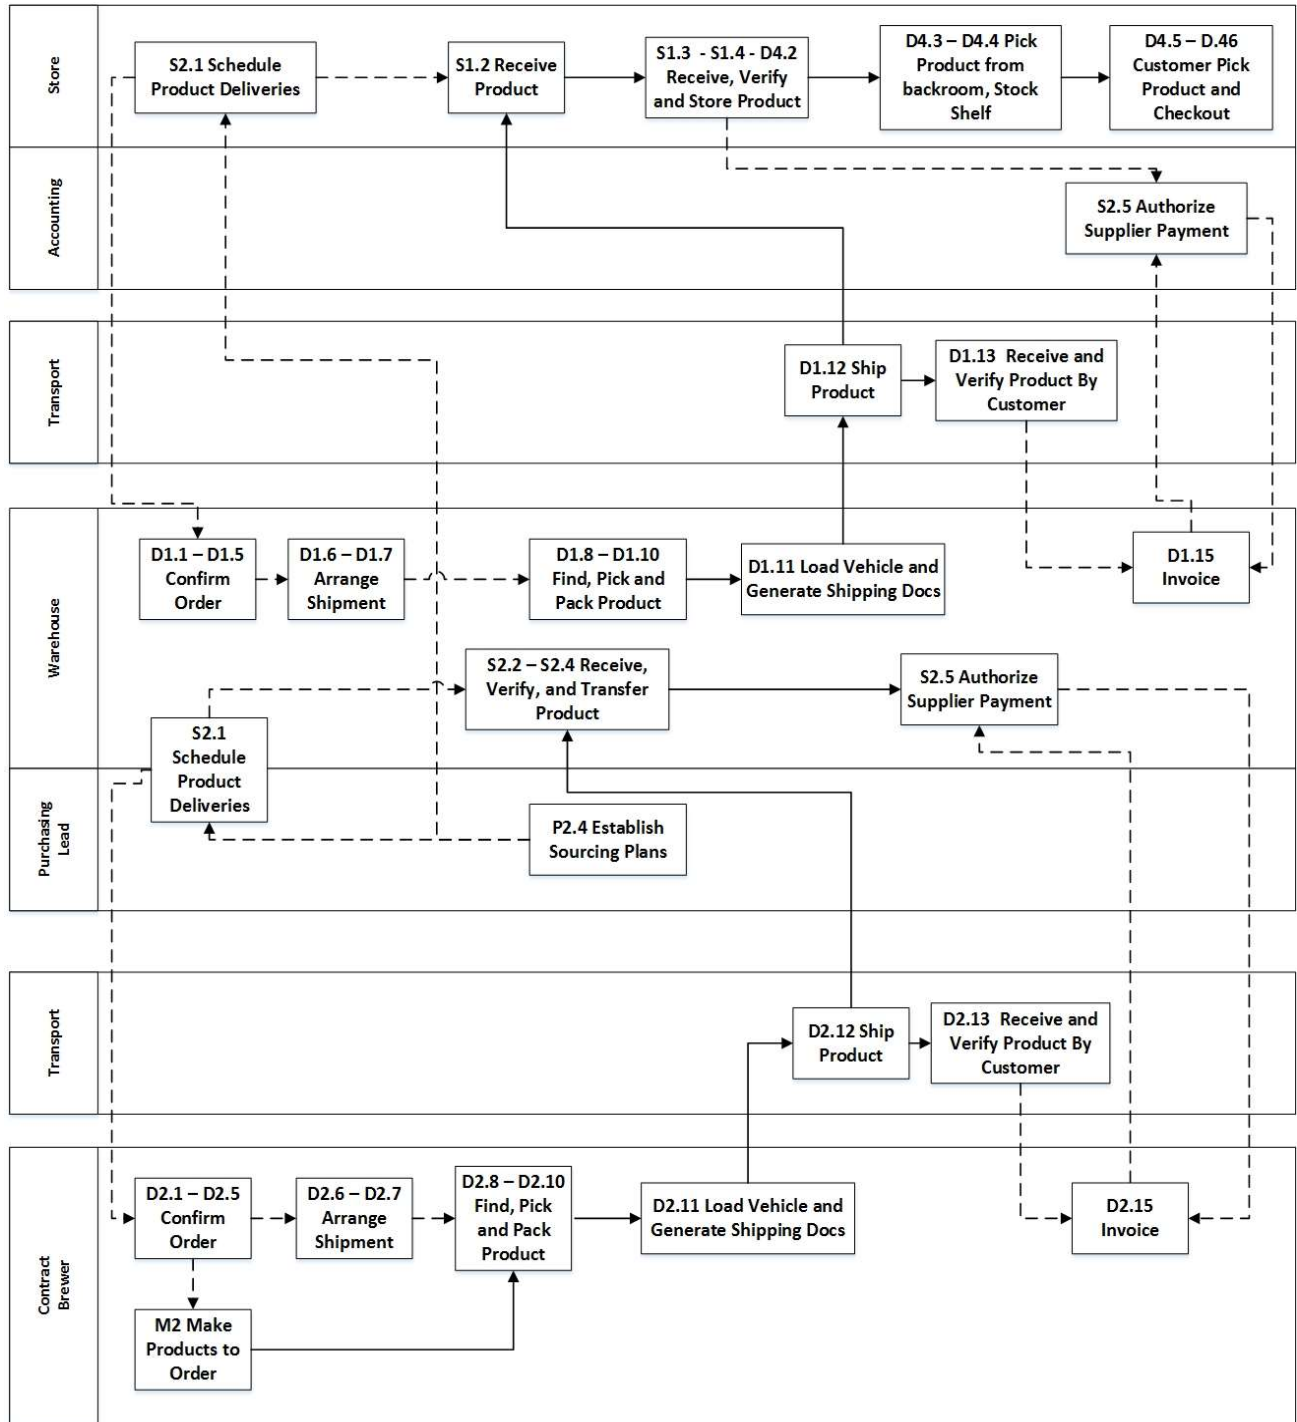 Store
S2.1 Schedule
Product Deliveries
S1.2 Receive
Product
S1.3 - S1.4 - D4.2
Receive, Verify
and Store Product
D4.3 – D4.4 Pick
Product from
backroom, Stock
Shelf
D4.5 – D.46
Customer Pick
Product and
Checkout
Accounting
S2.5 Authorize
Supplier Payment
Transport
D1.12 Ship
Product
D1.13 Receive and
Verify Product By
Customer
Warehouse
D1.1 – D1.5
Confirm
Order
D1.6 – D1.7
Arrange
Shipment
D1.8 – D1.10
Find, Pick and
Pack Product
D1.11 Load Vehicle and
Generate Shipping Docs
D1.15
Invoice
S2.2 – S2.4 Receive,
Verify, and Transfer
Product
S2.5 Authorize
Supplier Payment
S2.1
Schedule
Product
Deliveries
Purchasing
Lead
P2.4 Establish
Sourcing Plans
Transport
D2.12 Ship
Product
D2.13 Receive and
Verify Product By
Customer
Contract
Brewer
D2.1 – D2.5
Confirm
Order
D2.6 – D2.7
Arrange
Shipment
D2.8 – D2.10
Find, Pick
and Pack
Product
D2.11 Load Vehicle and
Generate Shipping Docs
D2.15
Invoice
M2 Make
Products to
Order